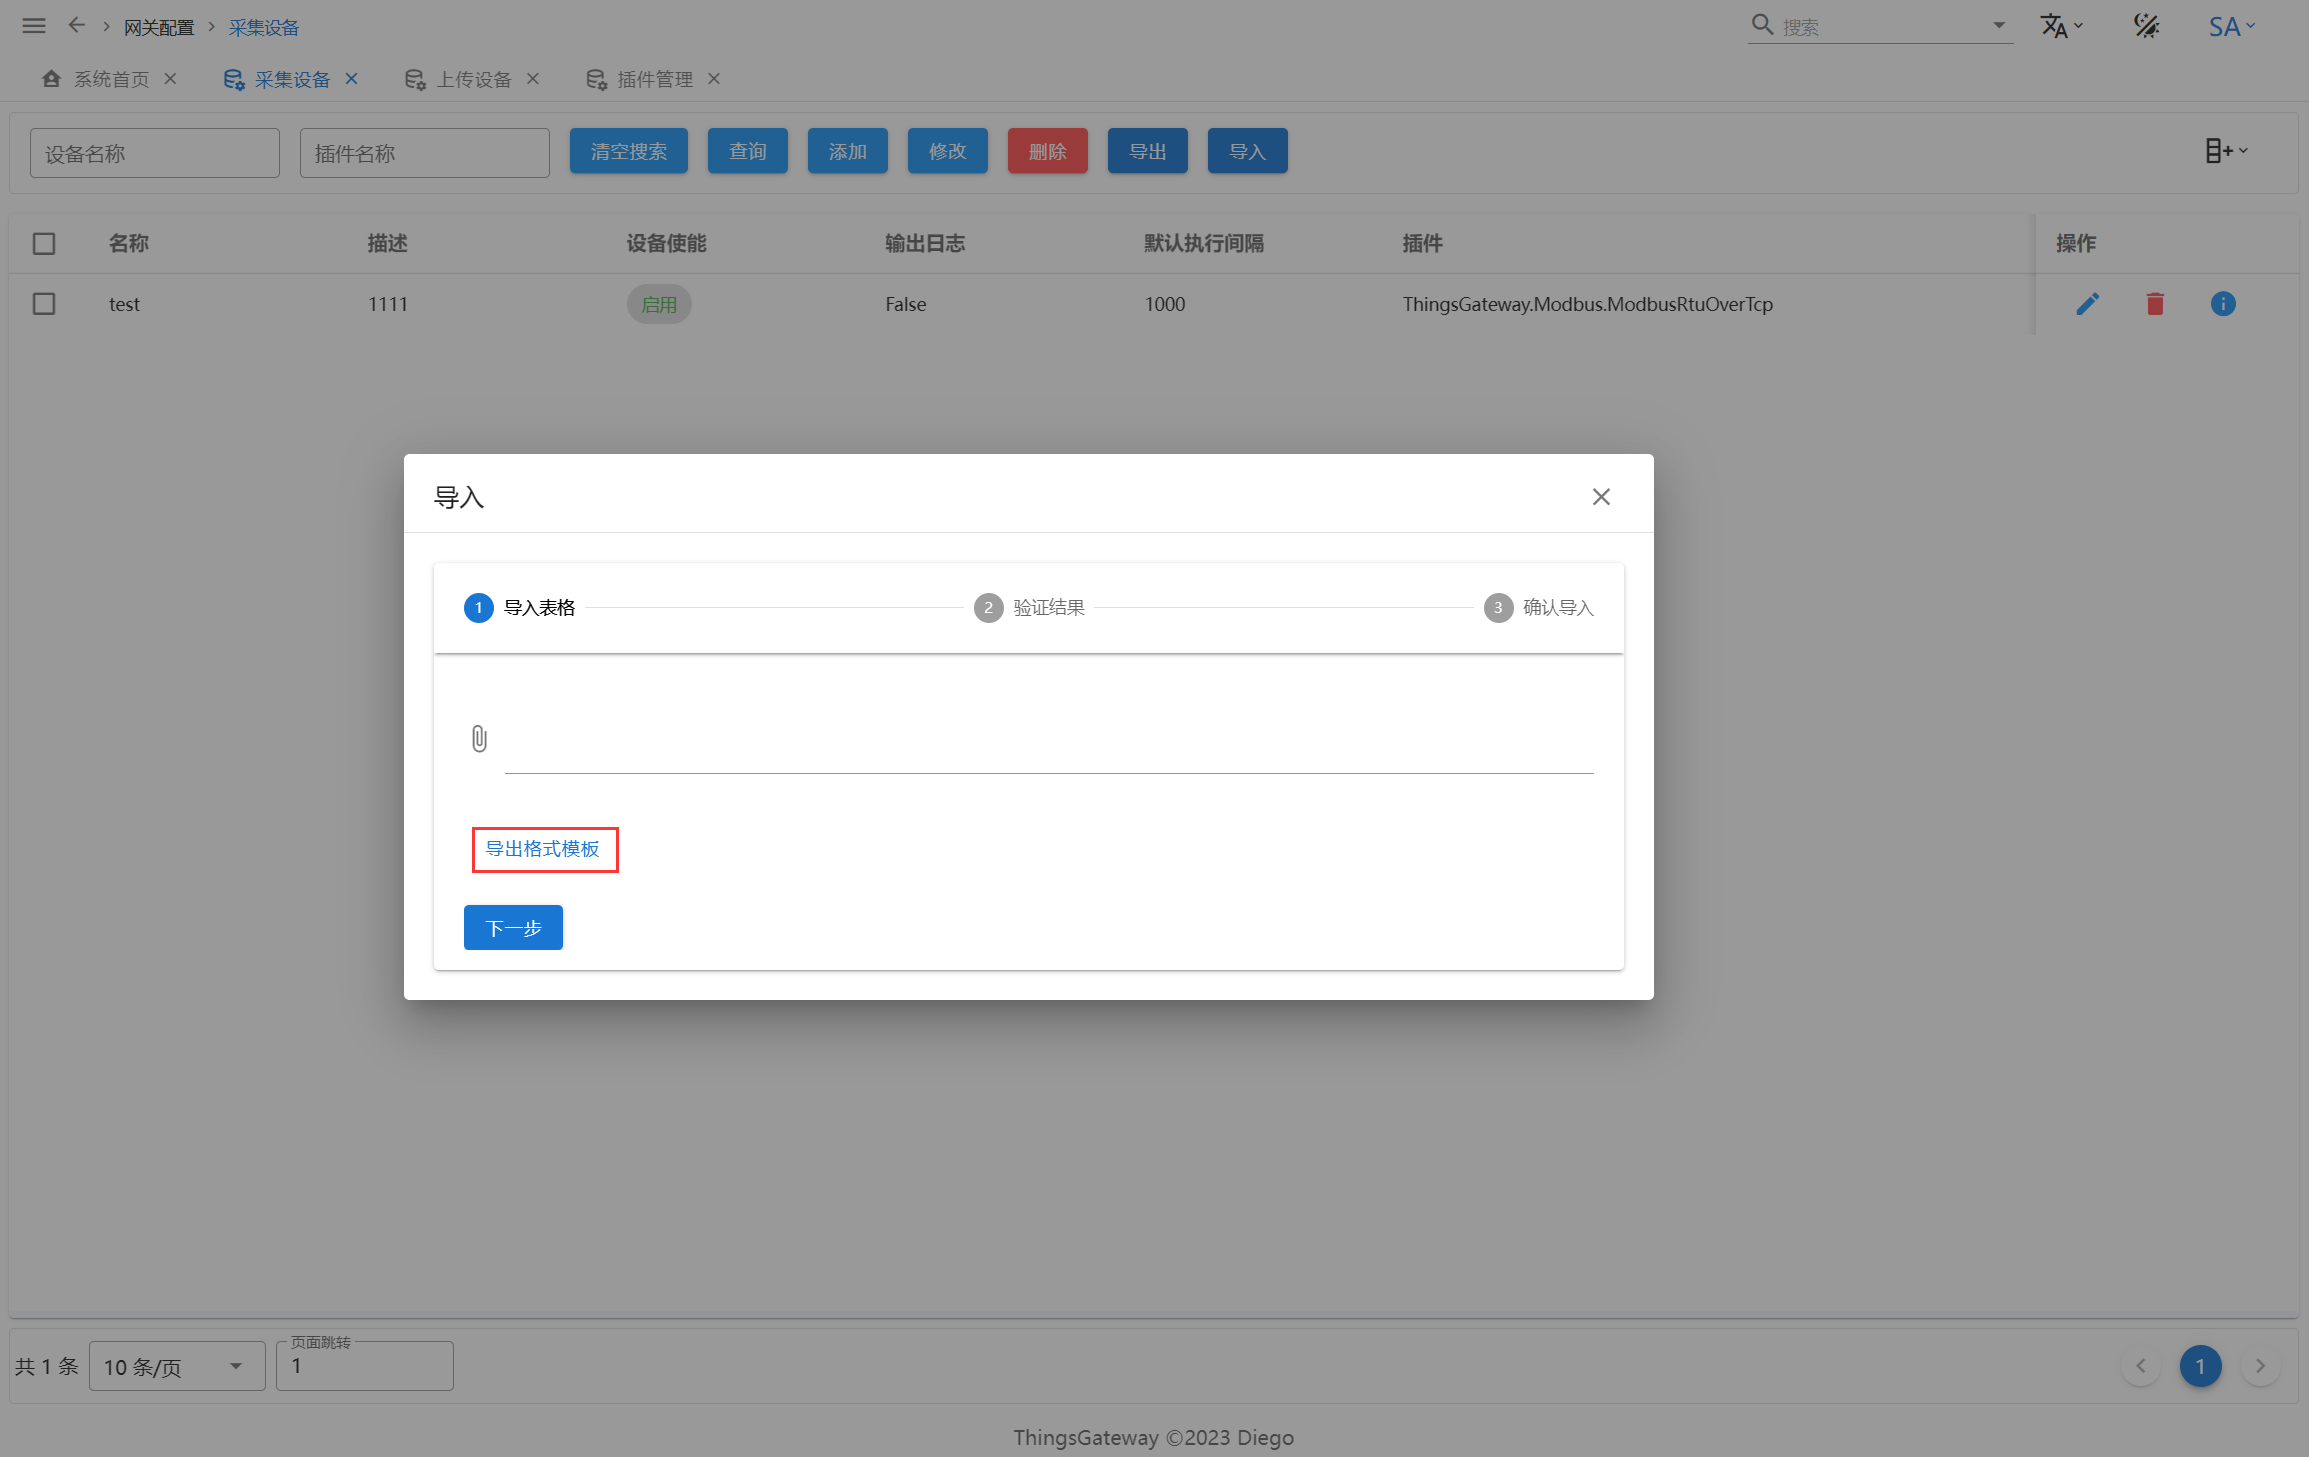 网关配置 采集设备 搜索 SA
系统首页 采集设备 上传设备 插件管理
设备名称 插件名称 清空搜索 查询 添加 修改 删除 导出 导入
名称 描述 设备使能 输出日志 默认执行间隔 插件 操作
test 1111 启用 False 1000 ThingsGateway.Modbus.ModbusRtuOverTcp
导入
1 导入表格 2 验证结果 3 确认导入
导出格式模板
下一步
页面跳转
共 1 条 10 条/页 1 1
ThingsGateway ©2023 Diego